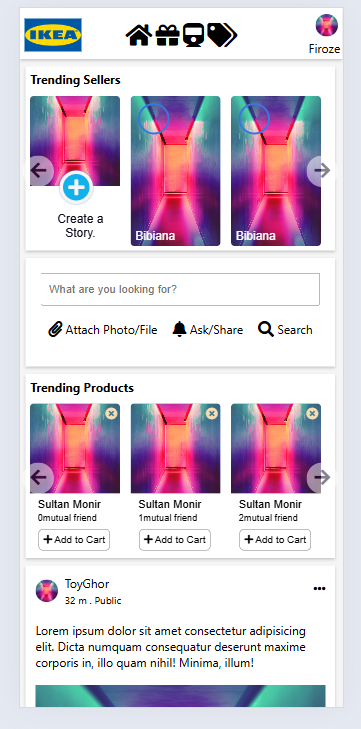 IKEA
Firoze
Trending Sellers
Create a
Story.
Bibiana
Bibiana
What are you looking for?
Attach Photo/File
Ask/Share
Search
Trending Products
Sultan Monir
0mutual friend
Add to Cart
Sultan Monir
1mutual friend
Add to Cart
Sultan Monir
2mutual friend
Add to Cart
ToyGhor
32 m . Public
Lorem ipsum dolor sit amet consectetur adipisicing
elit. Dicta numquam consequatur deserunt maxime
corporis in, illo quam nihil! Minima, illum!